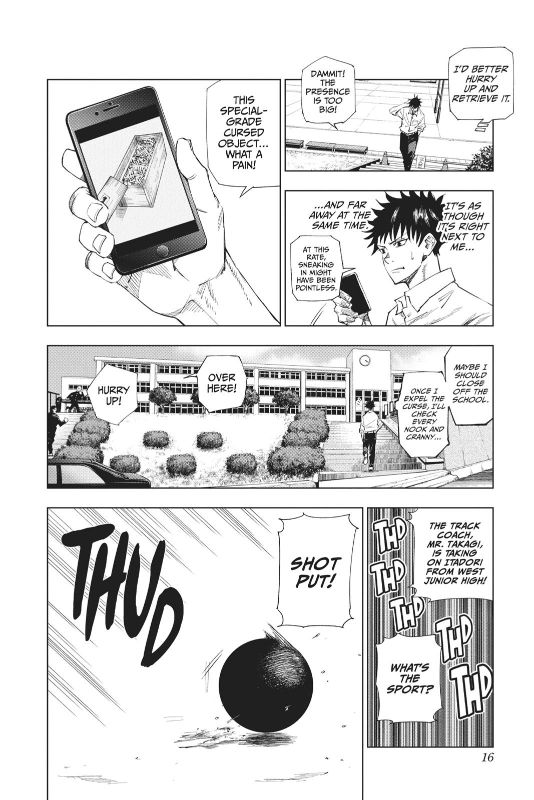 I'D BETTER
HURRY
UP AND
RETRIEVE IT.
DAMMIT!
THE
PRESENCE
IS TOO
BIG!
THIS
SPECIAL-
GRADE
CURSED
OBJECT...
WHAT A
PAIN!
IT'S AS
THOUGH
IT'S RIGHT
NEXT TO
ME...
...AND FAR
AWAY AT THE
SAME TIME.
AT THIS
RATE,
SNEAKING
IN MIGHT
HAVE BEEN
POINTLESS.
MAYBE I
SHOULD
CLOSE
OFF THE
SCHOOL.
ONCE I
EXPEL THE
CURSE, I'LL
CHECK
EVERY
NOOK AND
CRANNY...
OVER
HERE!
HURRY
UP!
THE TRACK
COACH,
MR. TAKAGI,
IS TAKING
ON ITADORI
FROM WEST
JUNIOR HIGH!
THD
THD
THD
THD
THD
WHAT'S
THE
SPORT?
SHOT
PUT!
THUD
16